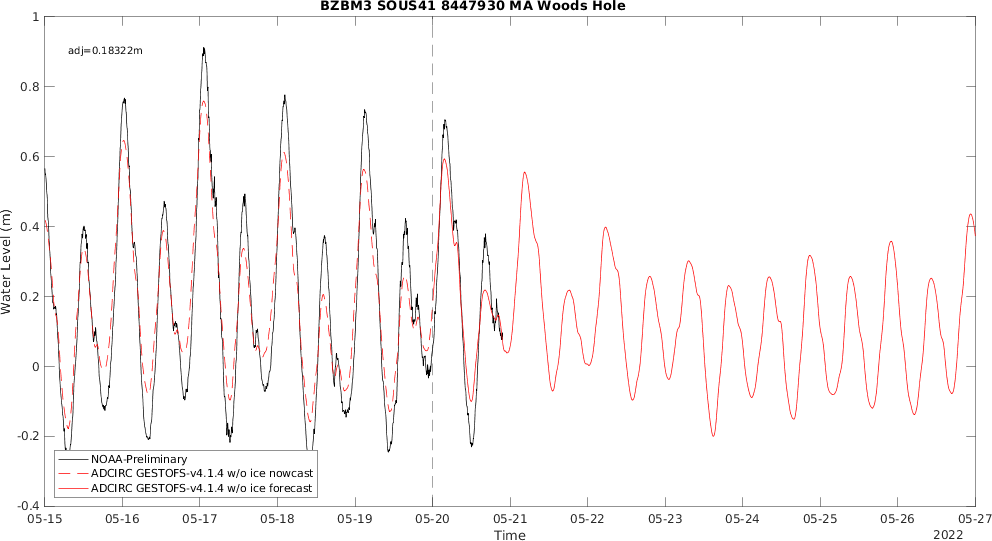 BZBM3 SOUS41 8447930 MA Woods Hole
adj=0.18322m
Water Level (m)
1
0.8
0.6
0.4
0.2
0
-0.2
-0.4
NOAA-Preliminary
ADCIRC GESTOFS-v4.1.4 w/o ice nowcast
ADCIRC GESTOFS-v4.1.4 w/o ice forecast
05-15 05-16 05-17 05-18 05-19 05-20 05-21 05-22 05-23 05-24 05-25 05-26 05-27
Time
2022